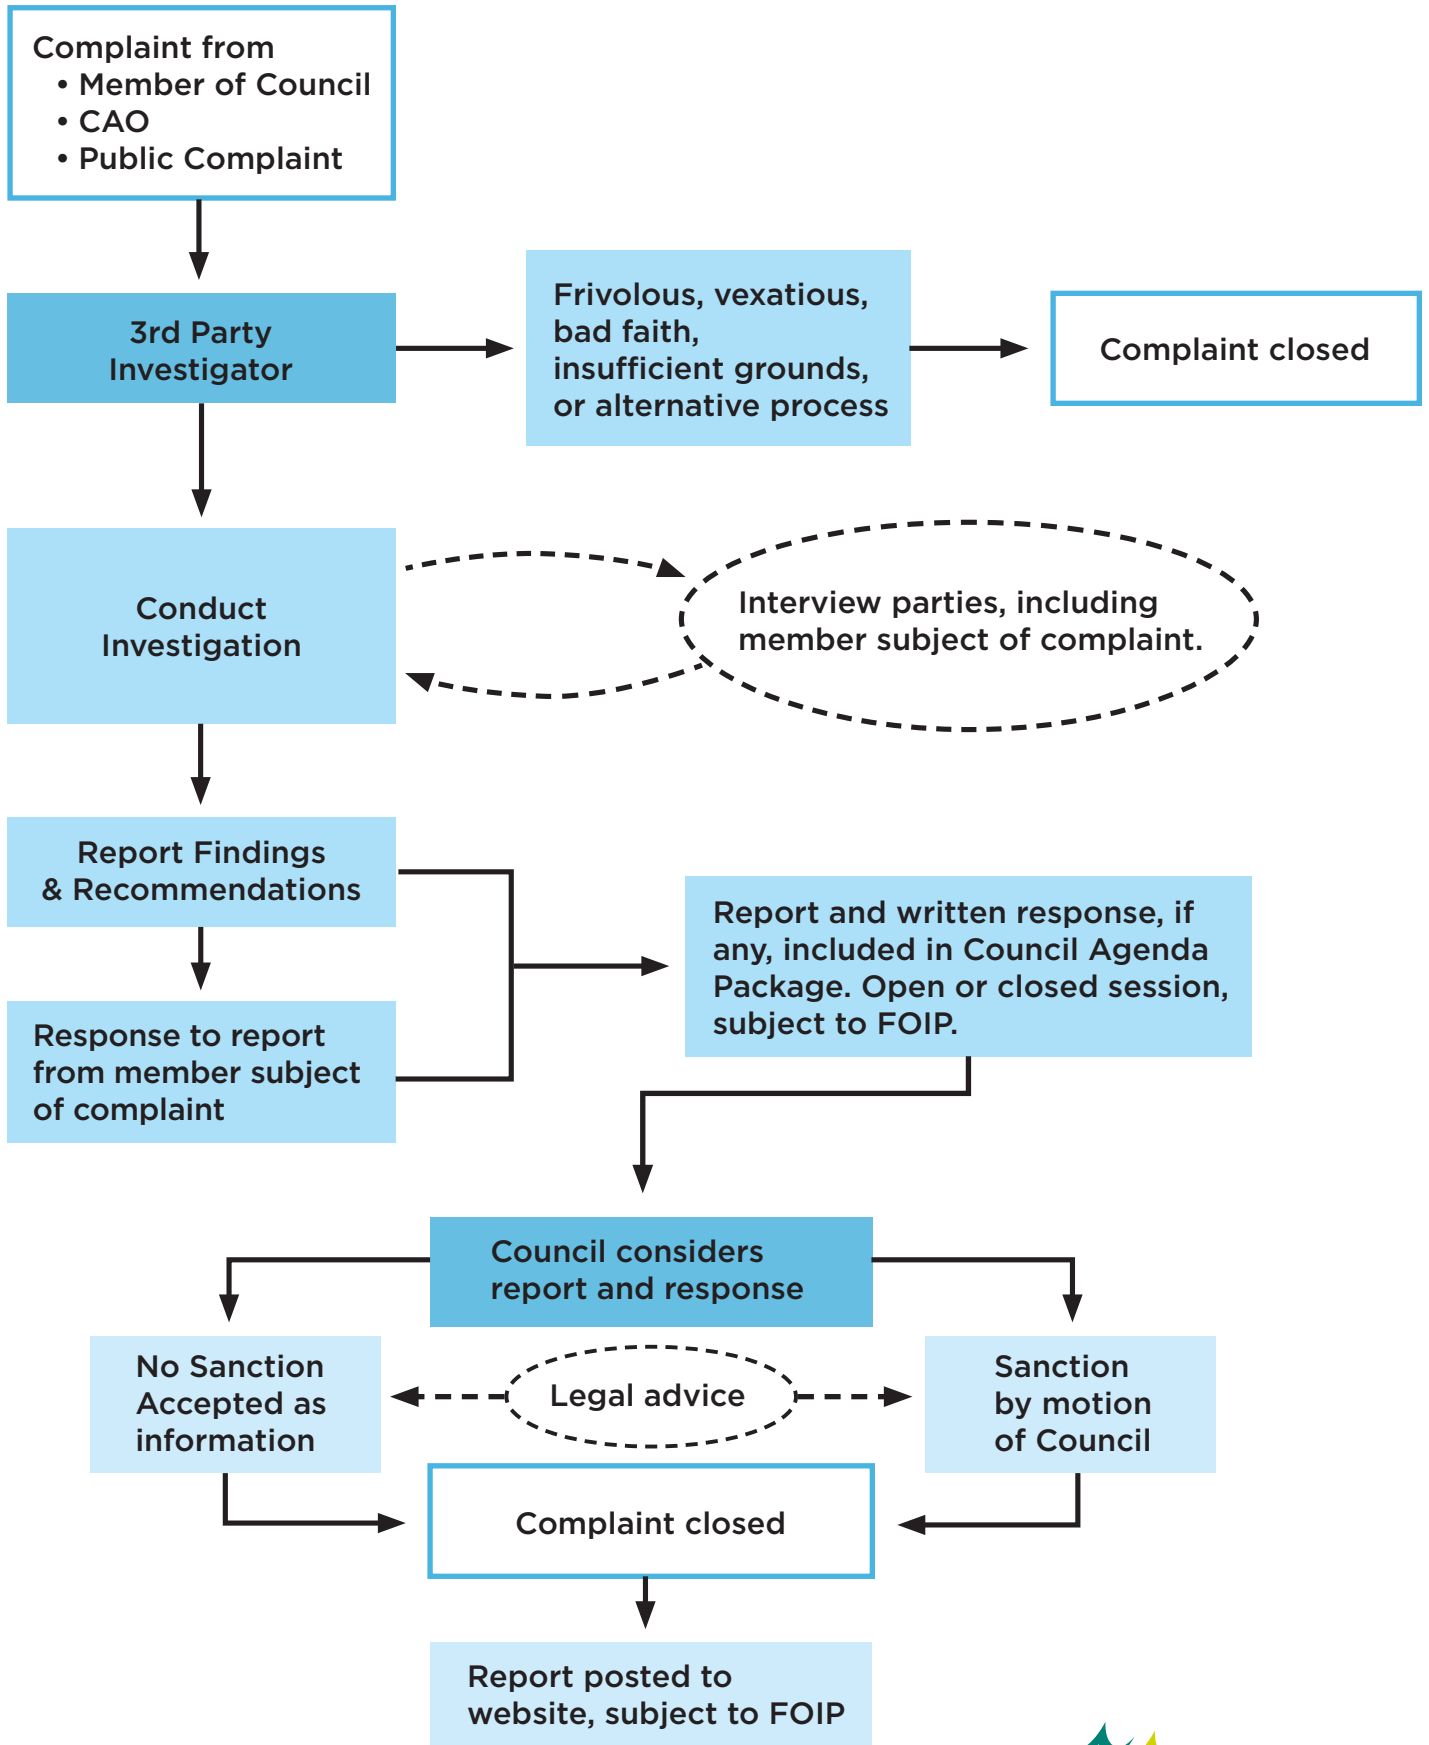 Complaint from
• Member of Council
• CAO
• Public Complaint
3rd Party
Investigator
Frivolous, vexatious,
bad faith,
insufficient grounds,
or alternative process
Complaint closed
Conduct
Investigation
Interview parties, including
member subject of complaint.
Report Findings
& Recommendations
Response to report
from member subject
of complaint
Report and written response, if
any, included in Council Agenda
Package. Open or closed session,
subject to FOIP.
Council considers
report and response
No Sanction
Accepted as
information
Legal advice
Sanction
by motion
of Council
Complaint closed
Report posted to
website, subject to FOIP